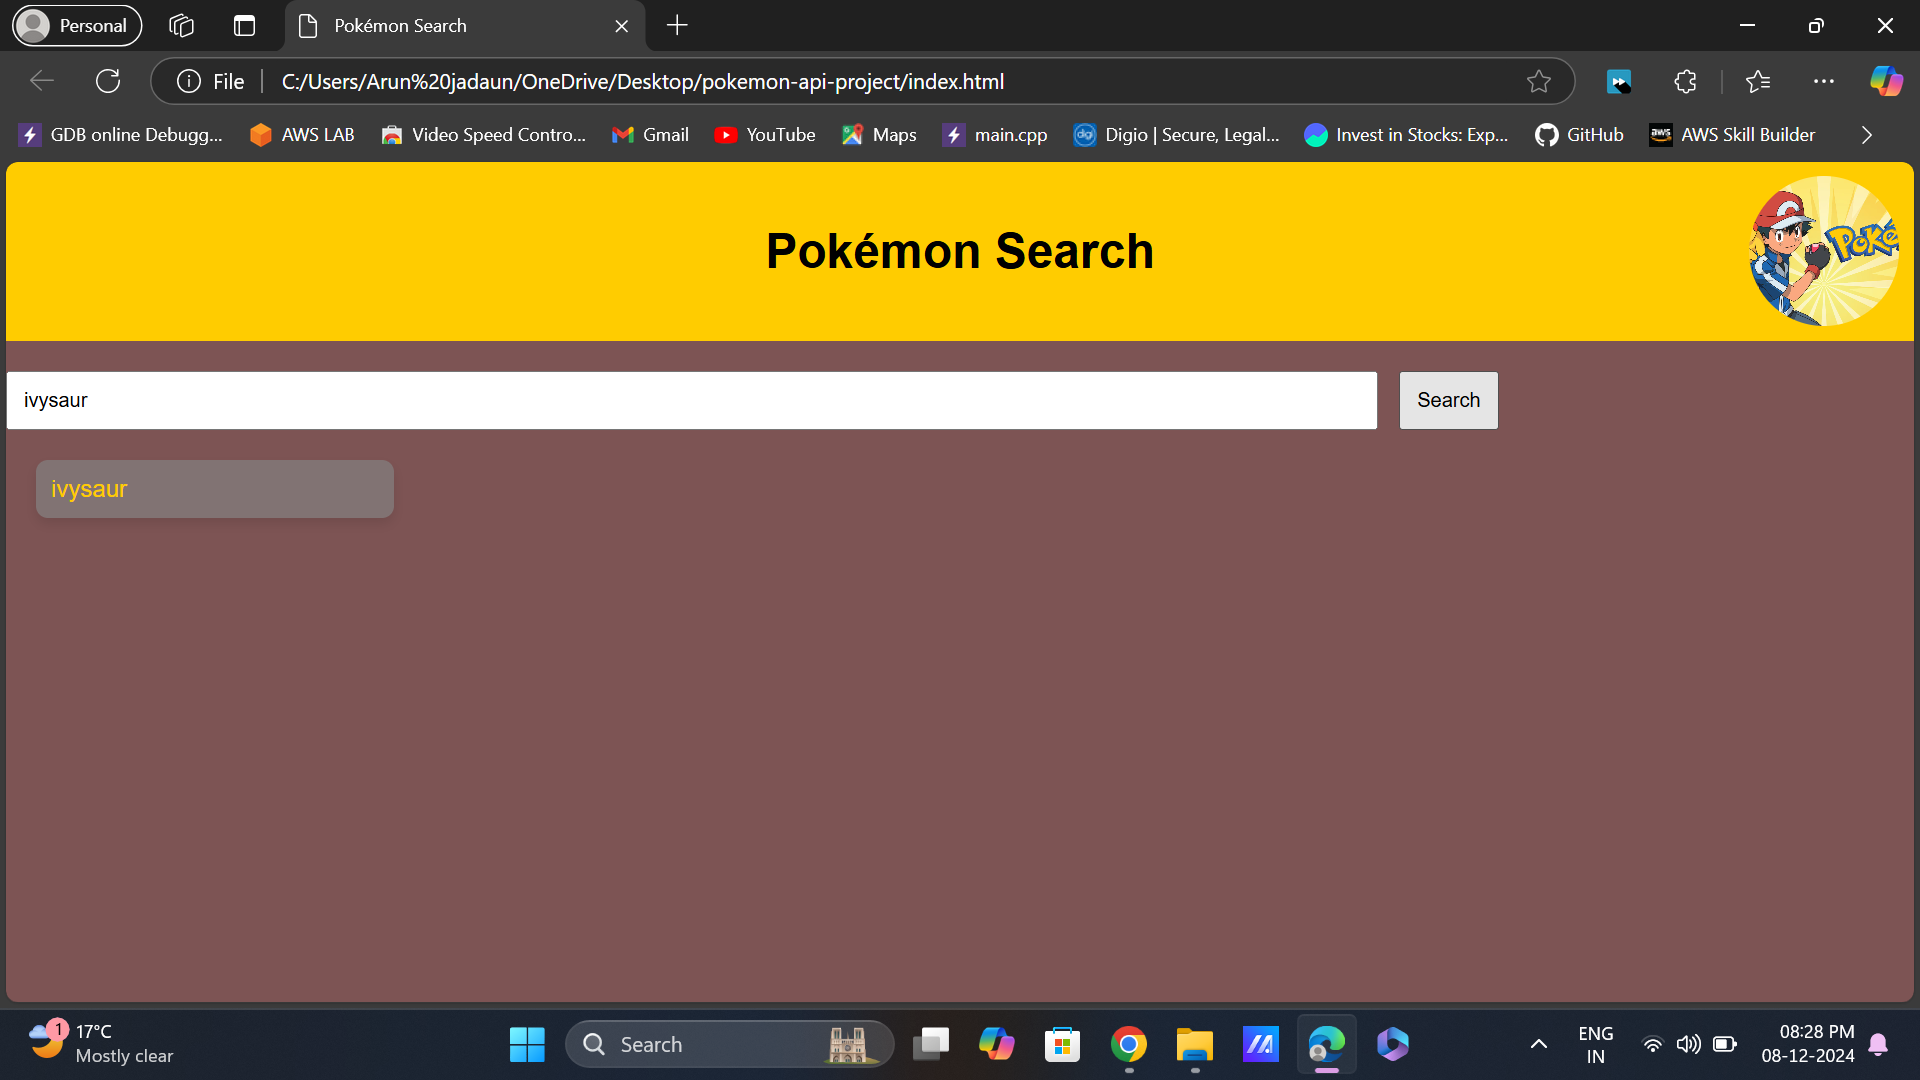 Personal
Pokémon Search
File
C:/Users/Arun%20jadaun/OneDrive/Desktop/pokemon-api-project/index.html
GDB online Debugg...
AWS LAB
Video Speed Contro...
Gmail
YouTube
Maps
main.cpp
digi
Digio | Secure, Legal...
Invest in Stocks: Exp...
GitHub
aws
AWS Skill Builder
Pokémon Search
Poké
ivysaur
Search
ivysaur
1
17°C
Mostly clear
Search
ENG
IN
08:28 PM
08-12-2024